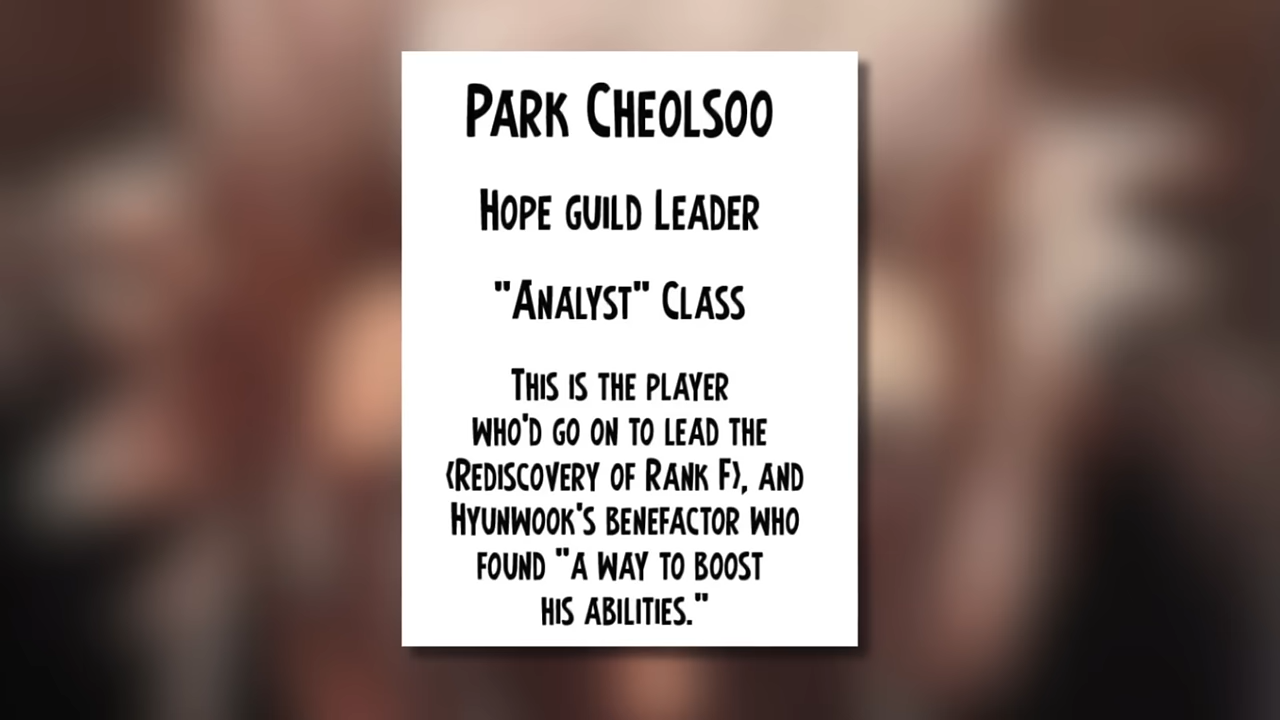 PARK CHEOLSOO
HOPE GUILD LEADER
"ANALYST" CLASS
THIS IS THE PLAYER
WHO'D GO ON TO LEAD THE
<REDISCOVERY OF RANK F>, AND
HYUNWOOK'S BENEFACTOR WHO
FOUND "A WAY TO BOOST
HIS ABILITIES."